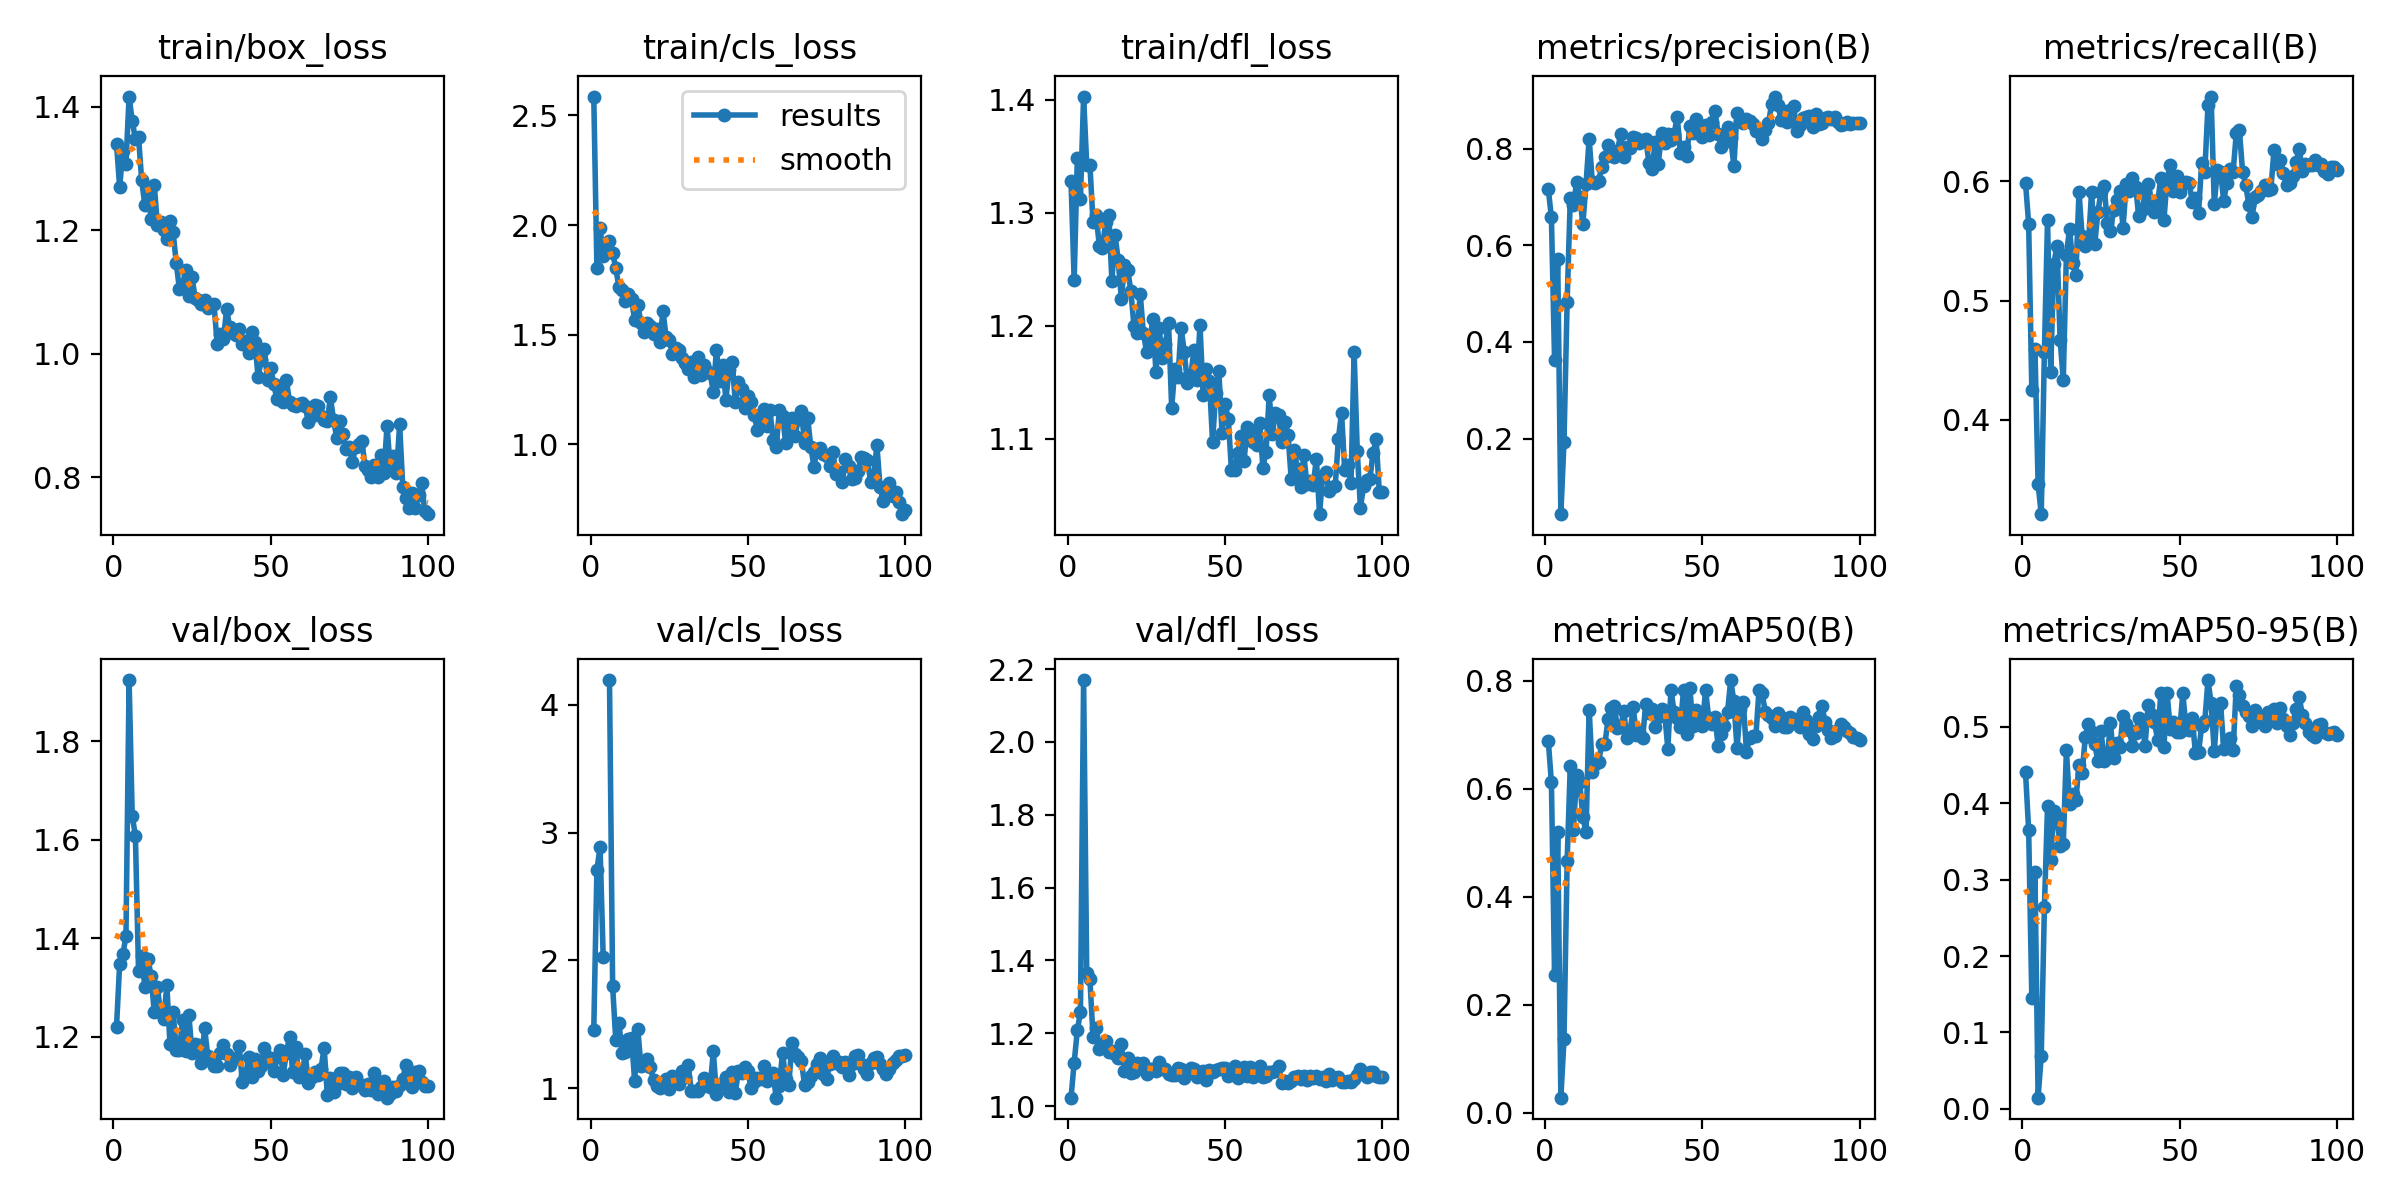 train/box_loss
1.4
1.2
1.0
0.8
0 50 100
train/cls_loss
results
smooth
2.5
2.0
1.5
1.0
0 50 100
train/dfl_loss
1.4
1.3
1.2
1.1
0 50 100
metrics/precision(B)
0.8
0.6
0.4
0.2
0 50 100
metrics/recall(B)
0.6
0.5
0.4
0 50 100
val/box_loss
1.8
1.6
1.4
1.2
0 50 100
val/cls_loss
4
3
2
1
0 50 100
val/dfl_loss
2.2
2.0
1.8
1.6
1.4
1.2
1.0
0 50 100
metrics/mAP50(B)
0.8
0.6
0.4
0.2
0.0
0 50 100
metrics/mAP50-95(B)
0.5
0.4
0.3
0.2
0.1
0.0
0 50 100